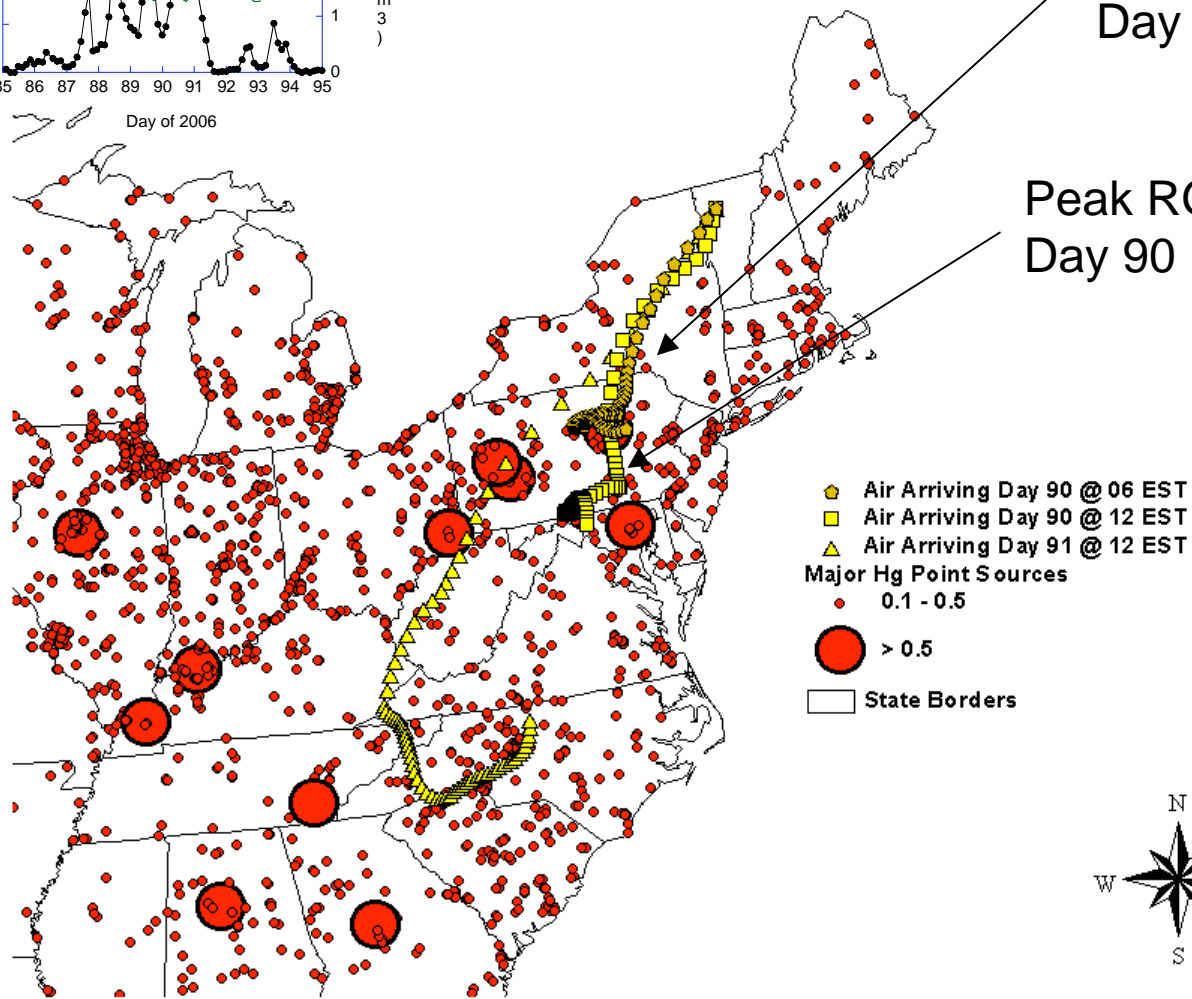 m
3
)
1
0
85 86 87 88 89 90 91 92 93 94 95
Day of 2006
Day
Peak
Day 90
Air Arriving Day 90 @ 06 EST
Air Arriving Day 90 @ 12 EST
Air Arriving Day 91 @ 12 EST
Major Hg Point Sources
0.1 - 0.5
> 0.5
State Borders
N
W
S